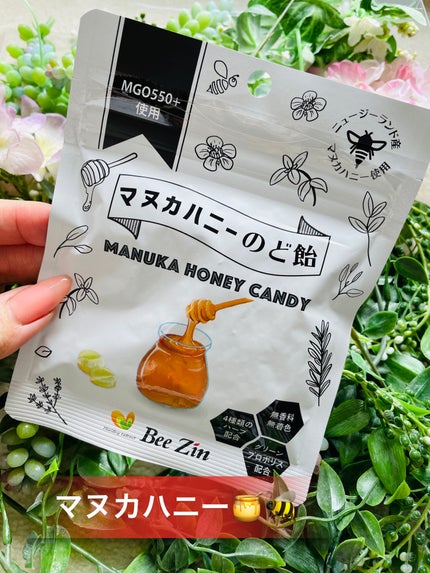 MGO550+
使用
ニュージーランド産
マヌカハニー使用
マヌカハニーのど飴
MANUKA HONEY CANDY
4種類の
ハーブ
配合
無香料
無着色
グリーン
プロポリス
配合
Bee Zin
マヌカハニー🍯🐝